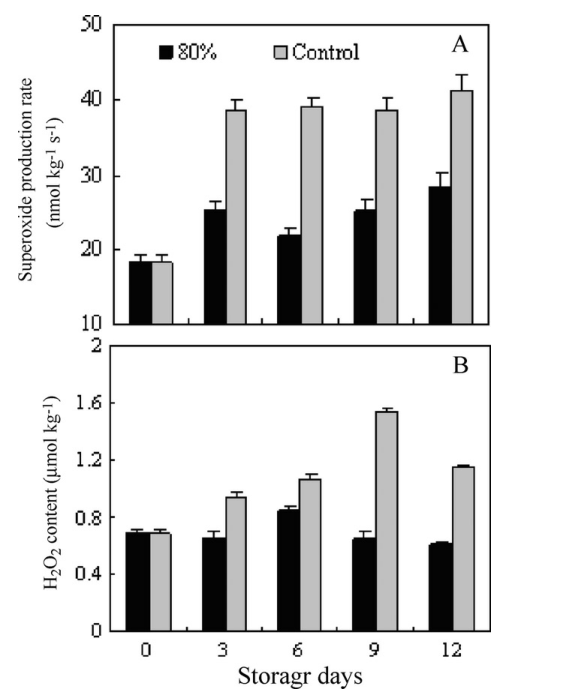 50
A
80% Control
40
30
20
10
Superoxide production rate
(nmol kg-1 s-1)
2
B
1.6
1.2
0.8
0.4
0
H2O2 content (μmol kg-1)
0 3 6 9 12
Storagr days